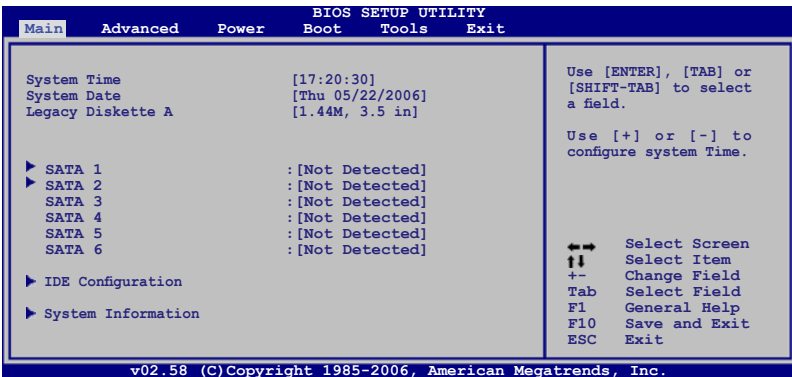 BIOS SETUP UTILITY
Main Advanced Power Boot Tools Exit
System Time [17:20:30]
System Date [Thu 05/22/2006]
Legacy Diskette A [1.44M, 3.5 in]
SATA 1 :[Not Detected]
SATA 2 :[Not Detected]
SATA 3 :[Not Detected]
SATA 4 :[Not Detected]
SATA 5 :[Not Detected]
SATA 6 :[Not Detected]
IDE Configuration
System Information
Use [ENTER], [TAB] or
[SHIFT-TAB] to select
a field.
Use [+] or [-] to
configure system Time.
Select Screen
Select Item
+- Change Field
Tab Select Field
F1 General Help
F10 Save and Exit
ESC Exit
v02.58 (C)Copyright 1985-2006, American Megatrends, Inc.